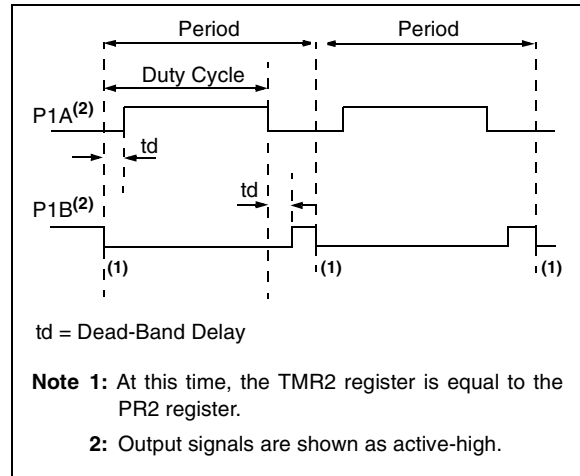 Period Period
Duty Cycle
P1A(2)
td
td
P1B(2)
(1) (1) (1)
td = Dead-Band Delay
Note 1: At this time, the TMR2 register is equal to the
PR2 register.
2: Output signals are shown as active-high.